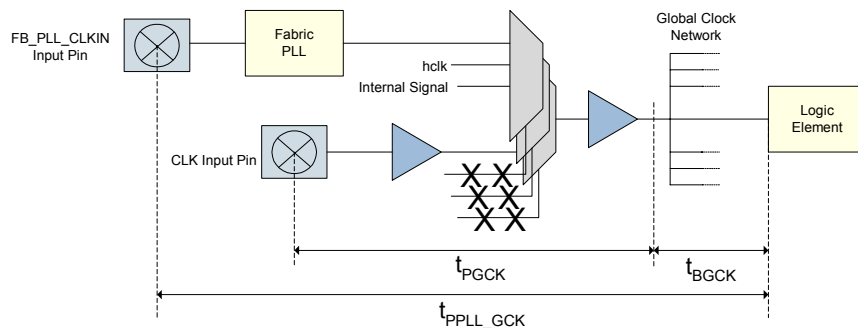 Global Clock
Network
FB_PLL_CLKIN
Input Pin
Fabric
PLL
hclk
Internal Signal
Logic
Element
CLK Input Pin
X X
X X
X X
tPGCK
tBGCK
tPPLL_GCK